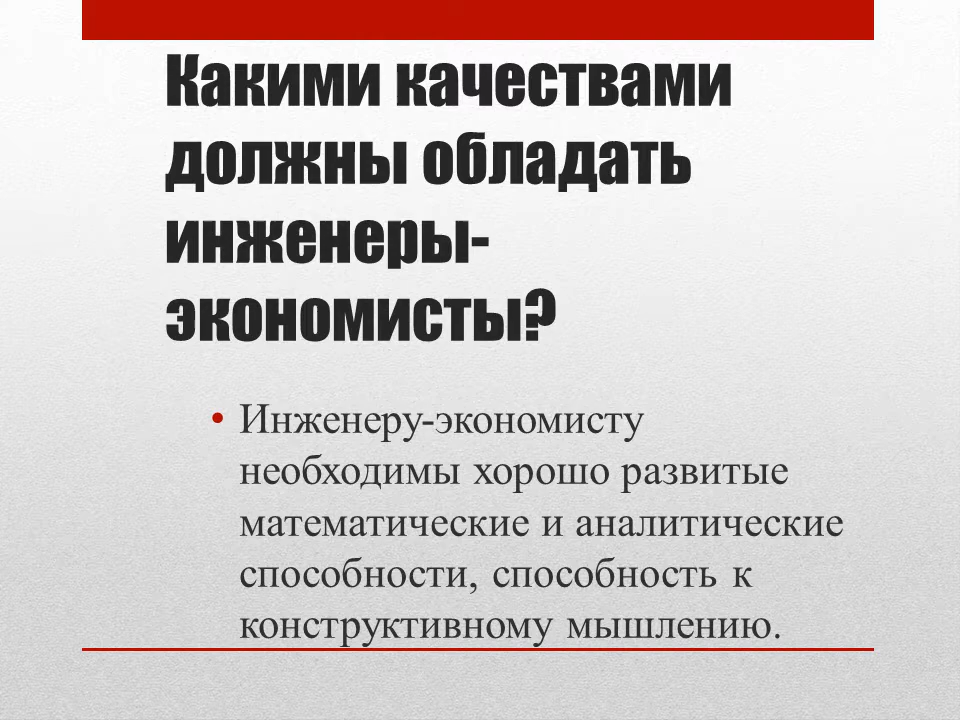 Какими качествами
должны обладать
инженеры-
экономисты?
• Инженеру-экономисту
необходимы хорошо развитые
математические и аналитические
способности, способность к
конструктивному мышлению.